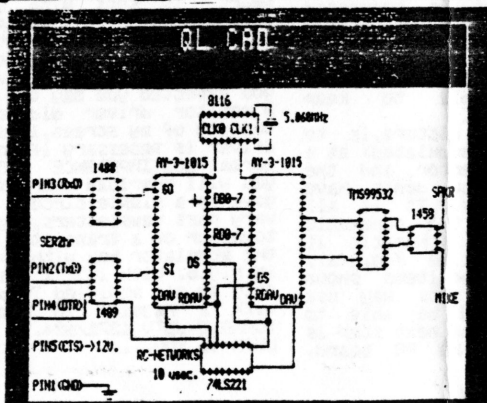 QL CAD
8116
CLK0 CLK1
5.068MHz
1488
AY-3-1015
AY-3-1015
TMS99532
1458
SPKR
PIN3(RxD)
SO
+
DB0-7
SER2hr
RD0-7
PIN2(TxD)
SI
DS
DS
PIN4(DTR)
DAV
RDAV
RDAV
DAV
MIKE
1489
PIN5(CTS)->12V.
RC-NETWORKS
10 usec.
74LS221
PIN1(GND)